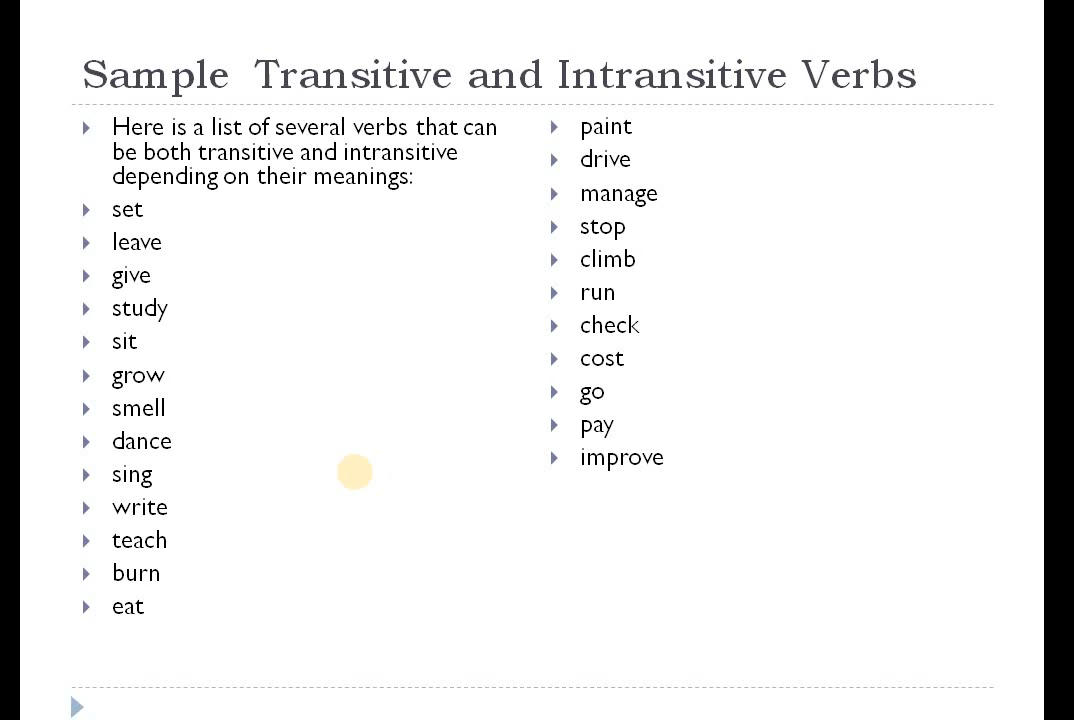 Sample Transitive and Intransitive Verbs
Here is a list of several verbs that can
be both transitive and intransitive
depending on their meanings:
set
leave
give
study
sit
grow
smell
dance
sing
write
teach
burn
eat
paint
drive
manage
stop
climb
run
check
cost
go
pay
improve